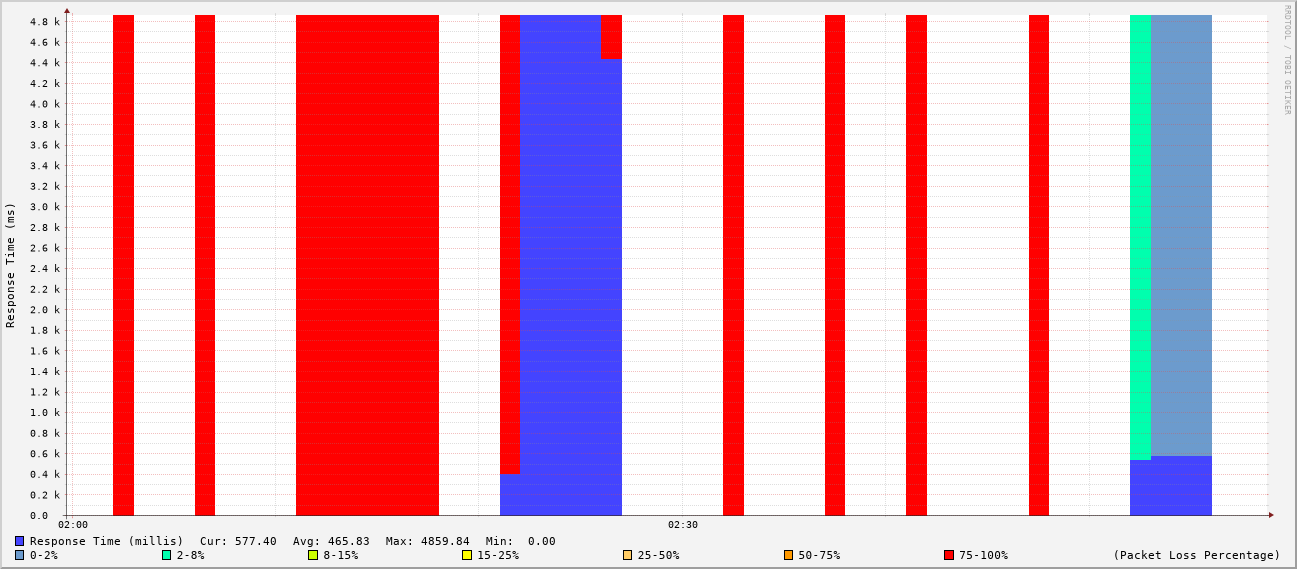 RRDTOOL / TOBI OETIKER
Response Time (ms)
4.8 k
4.6 k
4.4 k
4.2 k
4.0 k
3.8 k
3.6 k
3.4 k
3.2 k
3.0 k
2.8 k
2.6 k
2.4 k
2.2 k
2.0 k
1.8 k
1.6 k
1.4 k
1.2 k
1.0 k
0.8 k
0.6 k
0.4 k
0.2 k
0.0
02:00 02:30
Response Time (millis) Cur: 577.40 Avg: 465.83 Max: 4859.84 Min: 0.00
0-2% 2-8% 8-15% 15-25% 25-50% 50-75% 75-100% (Packet Loss Percentage)